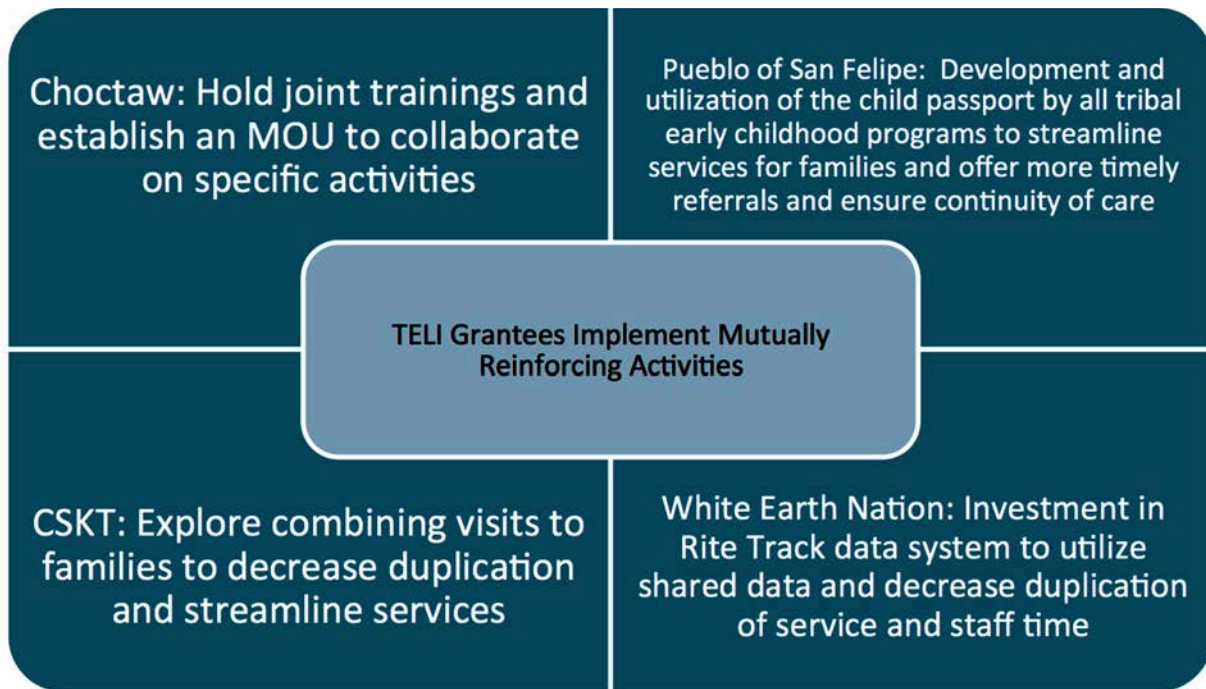 Choctaw: Hold joint trainings and
establish an MOU to collaborate
on specific activities
Pueblo of San Felipe: Development and
utilization of the child passport by all tribal
early childhood programs to streamline
services for families and offer more timely
referrals and ensure continuity of care
TELI Grantees Implement Mutually
Reinforcing Activities
CSKT: Explore combining visits to
families to decrease duplication
and streamline services
White Earth Nation: Investment in
Rite Track data system to utilize
shared data and decrease duplication
of service and staff time